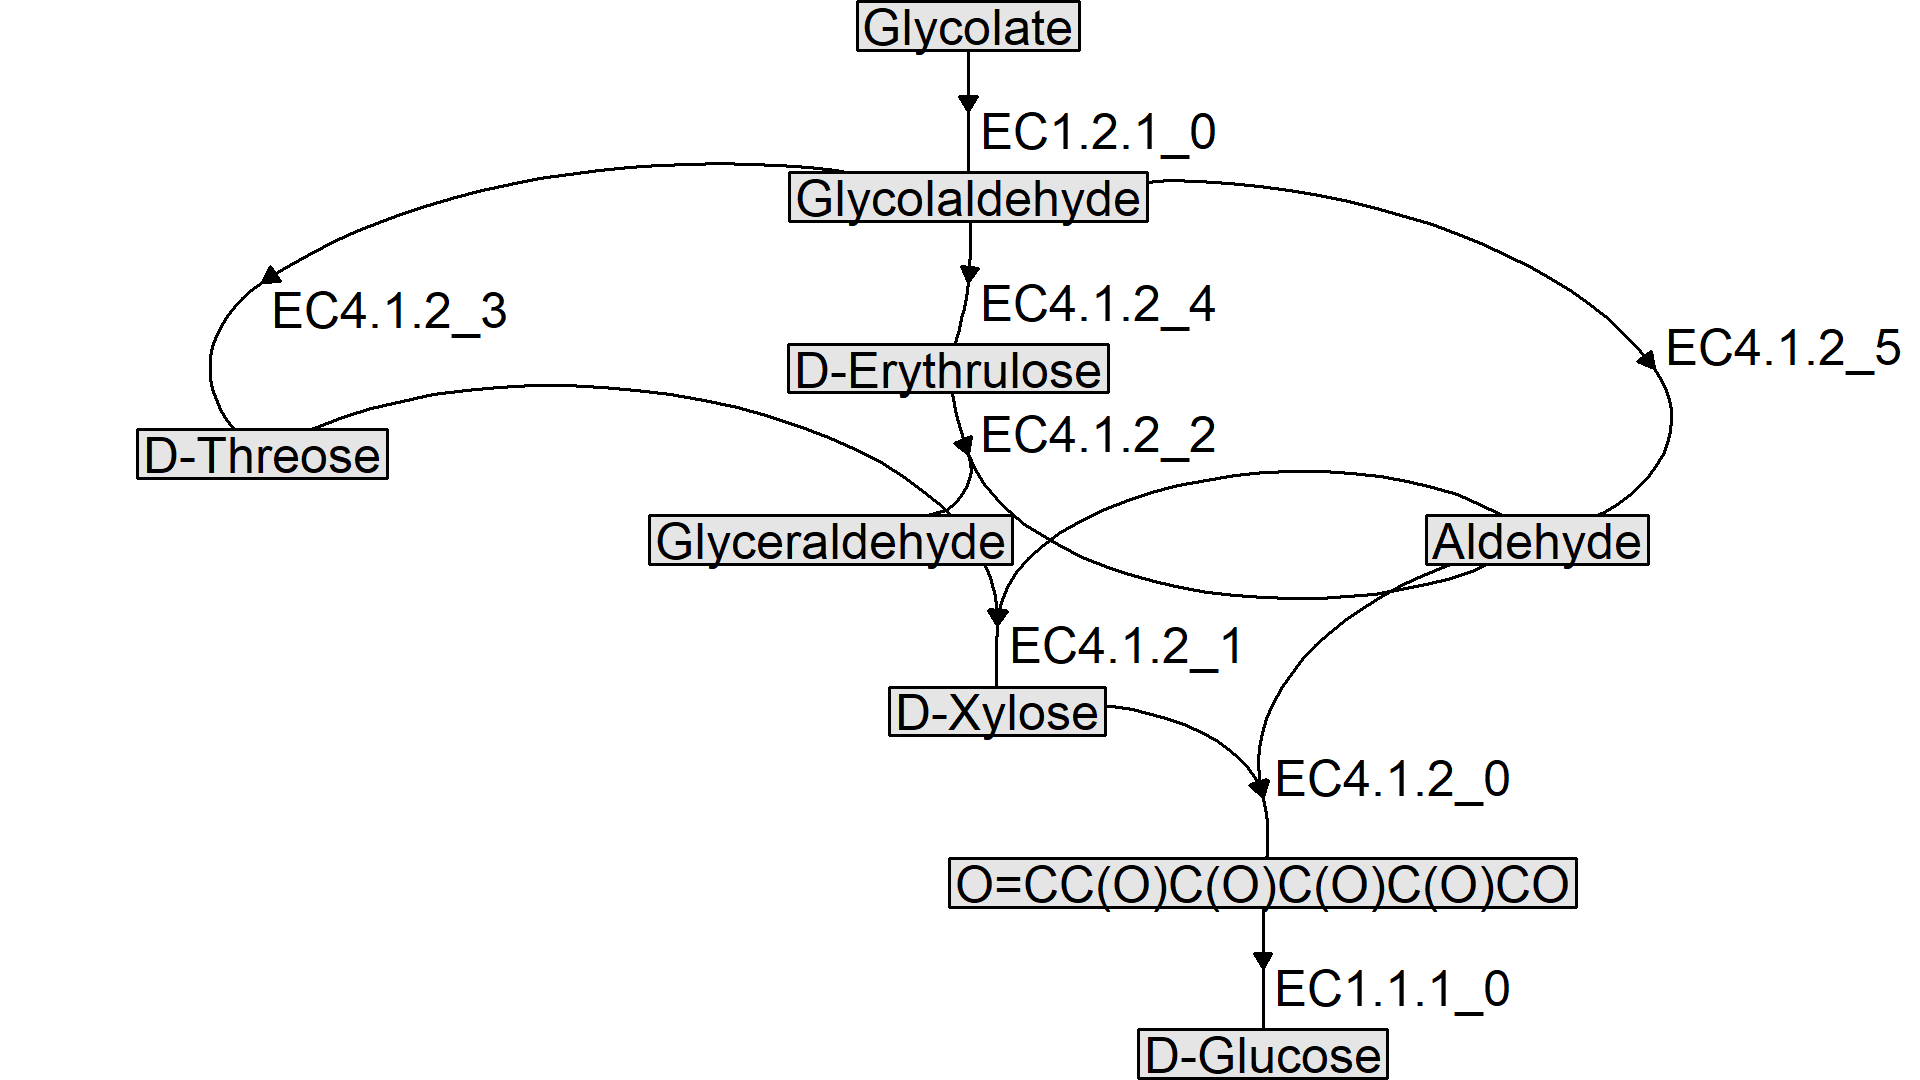 Glycolate
EC1.2.1_0
Glycolaldehyde
EC4.1.2_3
EC4.1.2_4
EC4.1.2_5
D-Erythrulose
EC4.1.2_2
D-Threose
Glyceraldehyde
Aldehyde
EC4.1.2_1
D-Xylose
EC4.1.2_0
O=CC(O)C(O)C(O)C(O)CO
EC1.1.1_0
D-Glucose